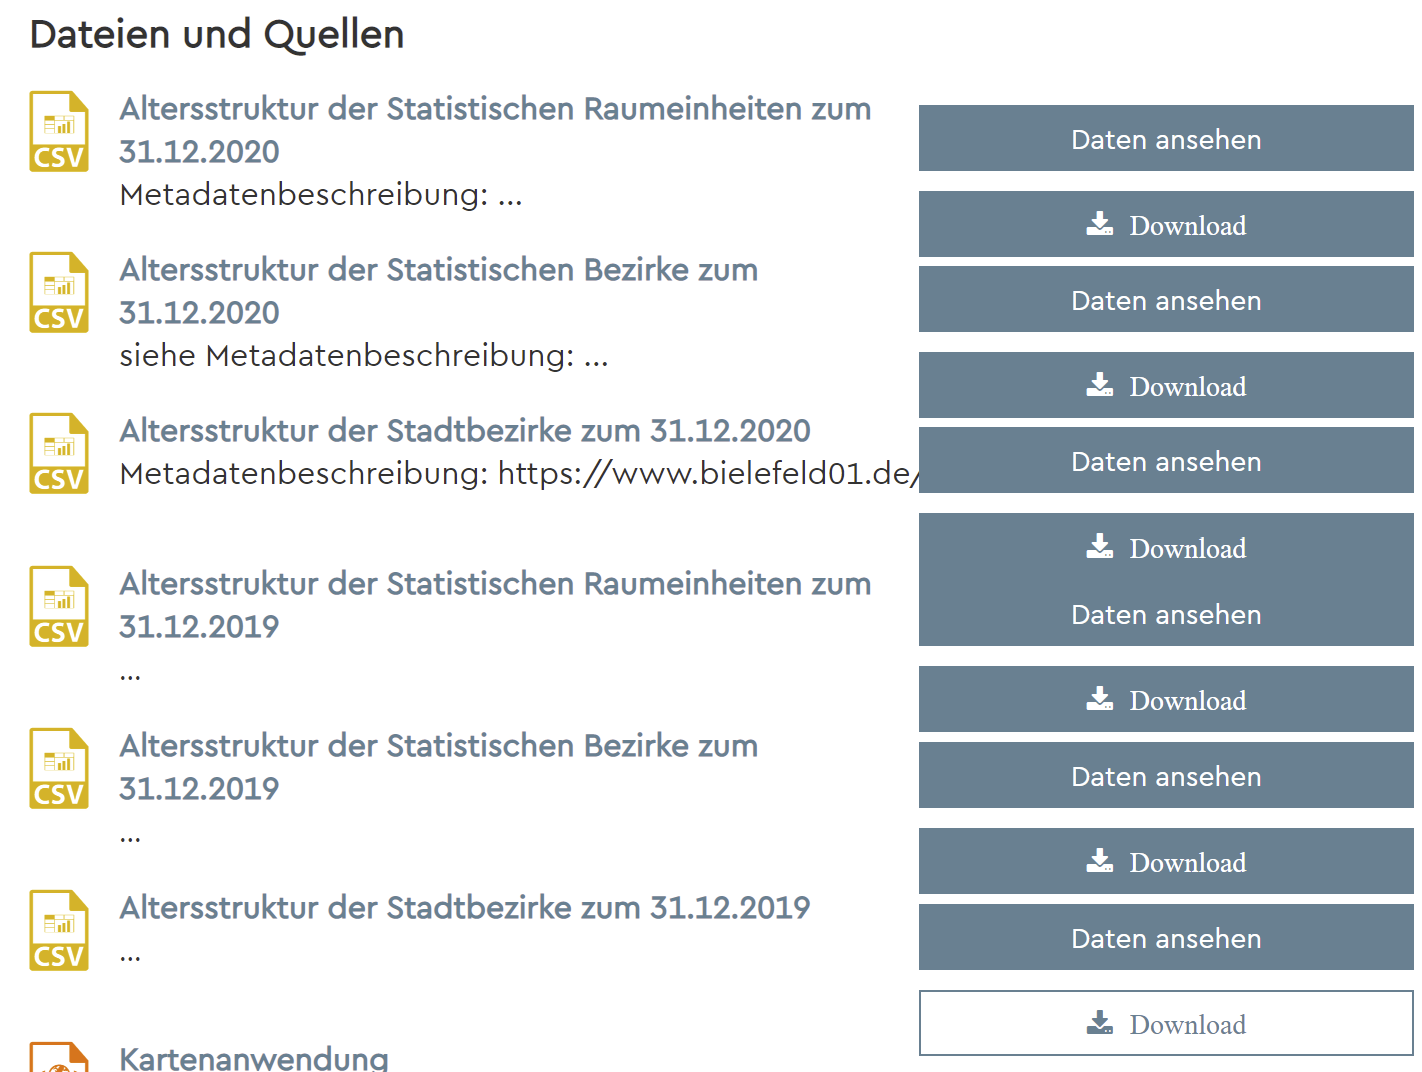 Dateien und Quellen
CSV
Altersstruktur der Statistischen Raumeinheiten zum
31.12.2020
Metadatenbeschreibung: ...
Daten ansehen
Download
CSV
Altersstruktur der Statistischen Bezirke zum
31.12.2020
siehe Metadatenbeschreibung: ...
Daten ansehen
Download
CSV
Altersstruktur der Stadtbezirke zum 31.12.2020
Metadatenbeschreibung: https://www.bielefeld01.de/
Daten ansehen
Download
CSV
Altersstruktur der Statistischen Raumeinheiten zum
31.12.2019
...
Daten ansehen
Download
CSV
Altersstruktur der Statistischen Bezirke zum
31.12.2019
...
Daten ansehen
Download
CSV
Altersstruktur der Stadtbezirke zum 31.12.2019
...
Daten ansehen
Download
Kartenanwendung